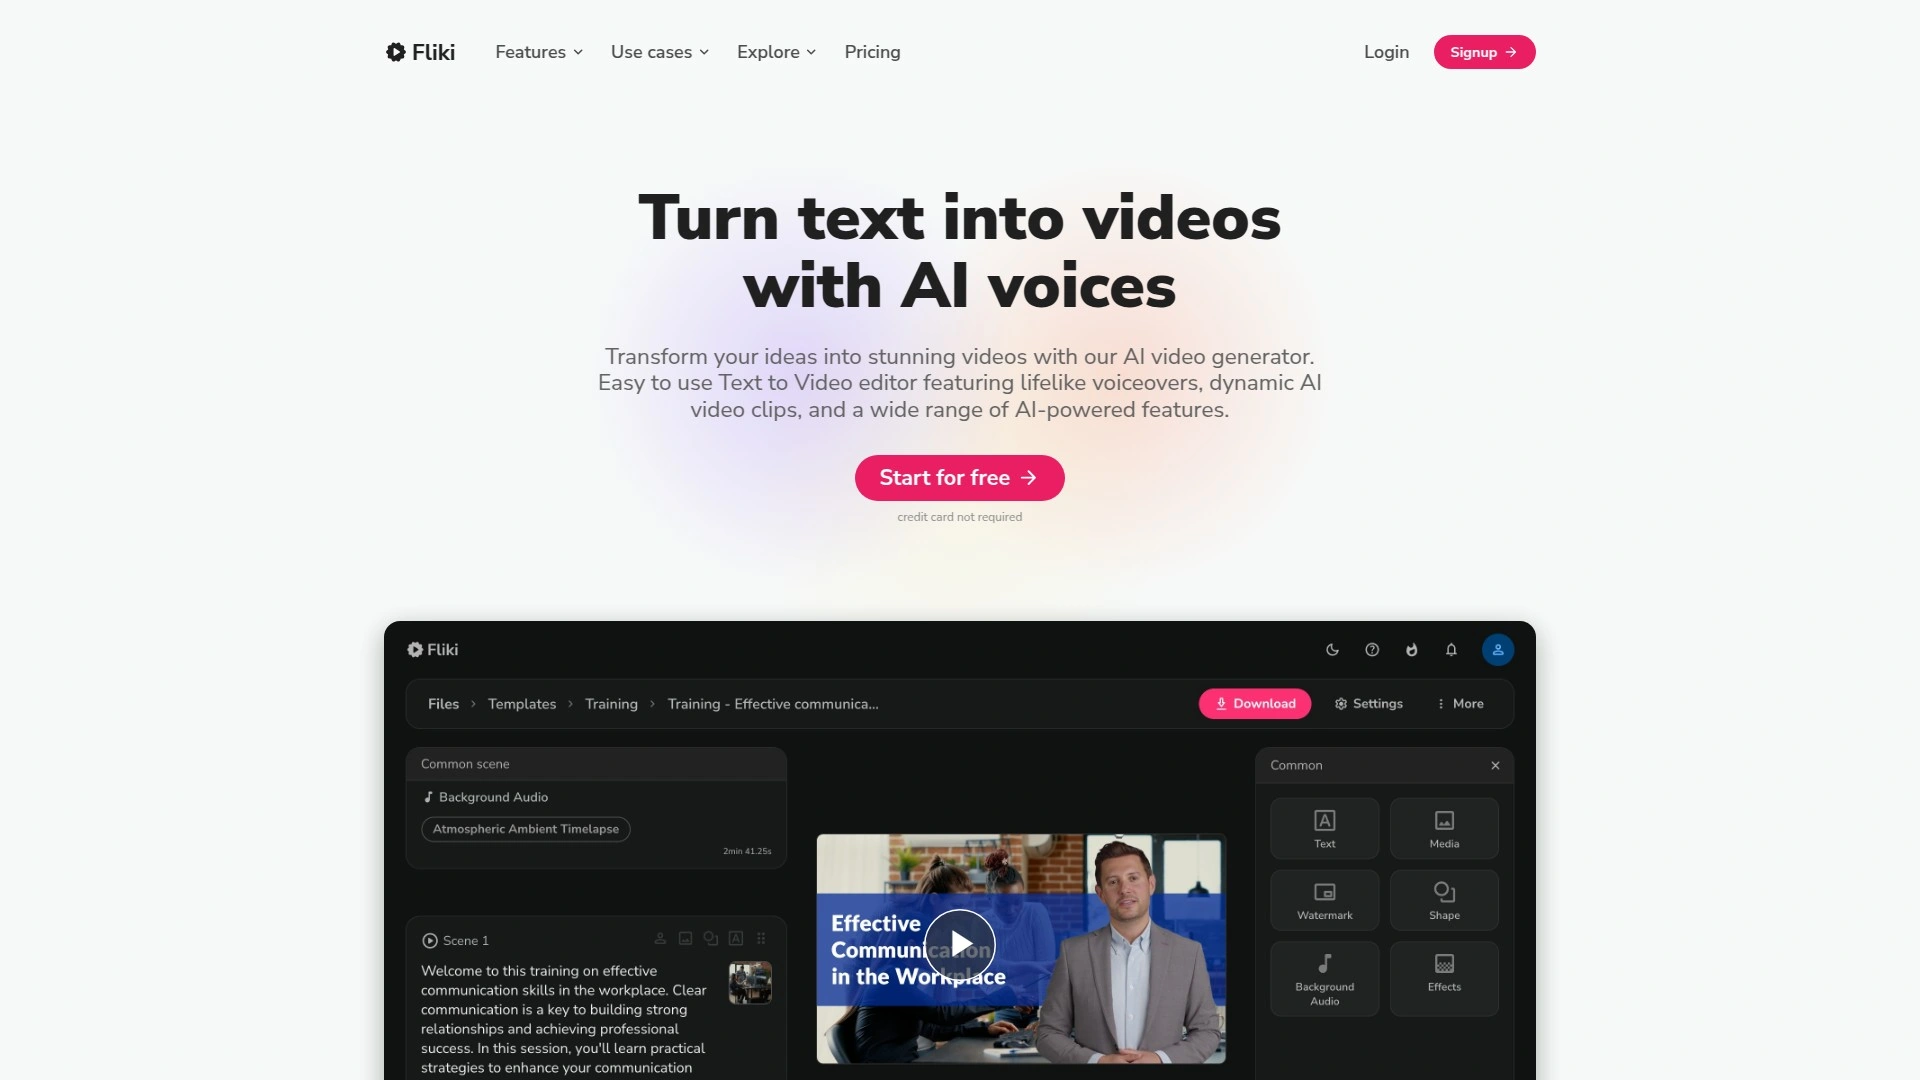 Fliki
Features
Use cases
Explore
Pricing
Login
Signup
Turn text into videos
with AI voices
Transform your ideas into stunning videos with our AI video generator.
Easy to use Text to Video editor featuring lifelike voiceovers, dynamic AI
video clips, and a wide range of AI-powered features.
Start for free
credit card not required
Fliki
Files
Templates
Training
Training - Effective communica...
Download
Settings
More
Common scene
Background Audio
Atmospheric Ambient Timelapse
2min 41.25s
Scene 1
Welcome to this training on effective
communication skills in the workplace. Clear
communication is a key to building strong
relationships and achieving professional
success. In this session, you'll learn practical
strategies to enhance your communication
Effective
Communication
in the Workplace
Common
Text
Media
Watermark
Shape
Background
Audio
Effects